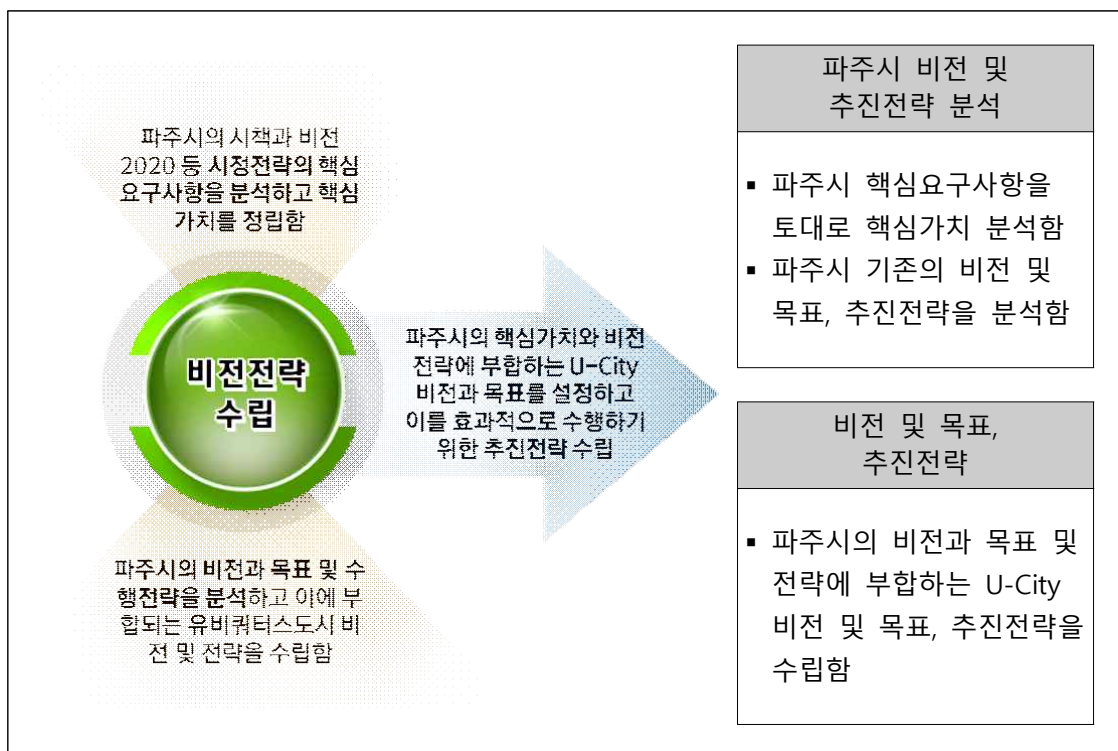 파주시의 시책과 비전
2020 등 시정전략의 핵심
요구사항을 분석하고 핵심
가치를 정립함
비전전략
수립
파주시의 비전과 목표 및 수
행전략을 분석하고 이에 부
합되는 유비쿼터스도시 비
전 및 전략을 수립함
파주시의 핵심가치와 비전
전략에 부합하는 U-City
비전과 목표를 설정하고
이를 효과적으로 수행하기
위한 추진전략 수립
파주시 비전 및
추진전략 분석
▪ 파주시 핵심요구사항을
토대로 핵심가치 분석함
▪ 파주시 기존의 비전 및
목표, 추진전략을 분석함
비전 및 목표,
추진전략
▪ 파주시의 비전과 목표 및
전략에 부합하는 U-City
비전 및 목표, 추진전략을
수립함